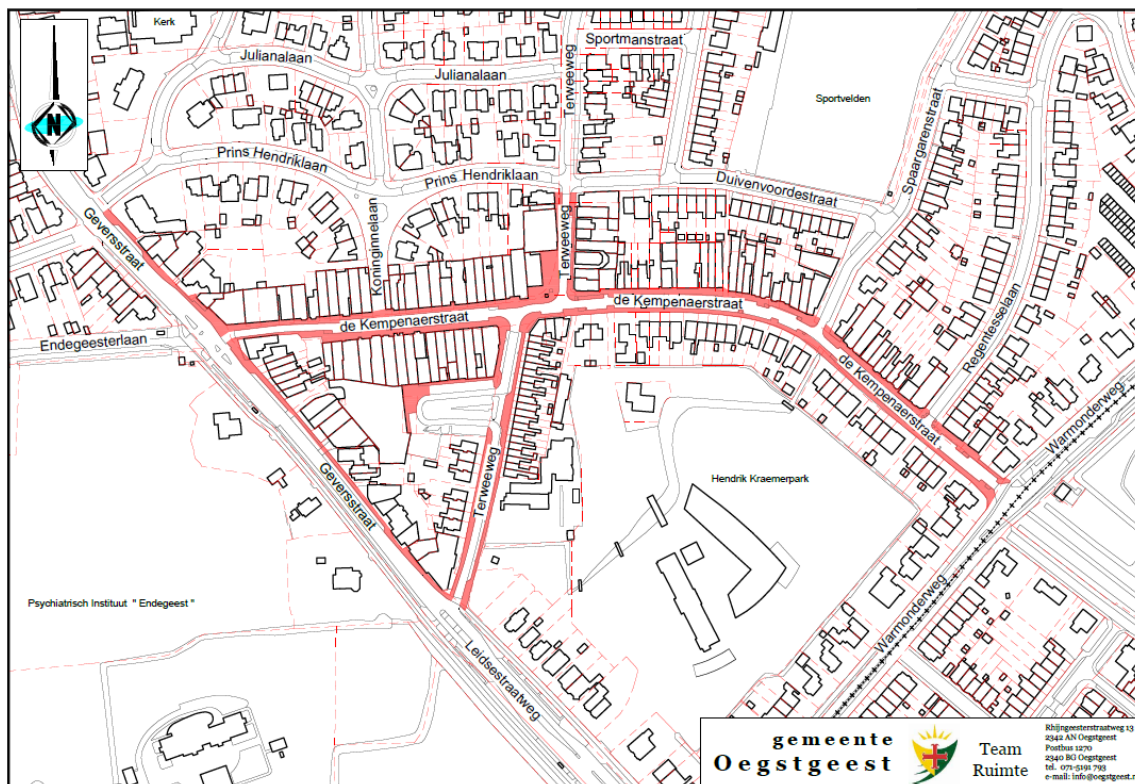 Kerk
Sportmanstraat
Julianalaan
Julianalaan
Terweeweg
Sportvelden
Spaargarenstraat
N
Prins Hendriklaan
Prins Hendriklaan
Duivenvoordestraat
Geversstraat
Koninginnelaan
Terweeweg
Regentesselaan
de Kempenaerstraat
de Kempenaerstraat
de Kempenaerstraat
Endegeesterlaan
Warmonderweg
Geversstraat
Terweeweg
Hendrik Kraemerpark
Psychiatrisch Instituut " Endegeest "
Warmonderweg
Leidsestraatweg
gemeente
Oegstgeest
Team
Ruimte
Rhijngeesterstraatweg 13
2342 AN Oegstgeest
Postbus 1270
2340 BG Oegstgeest
tel. 071-5191 793
e-mail: info@oegstgeest.n